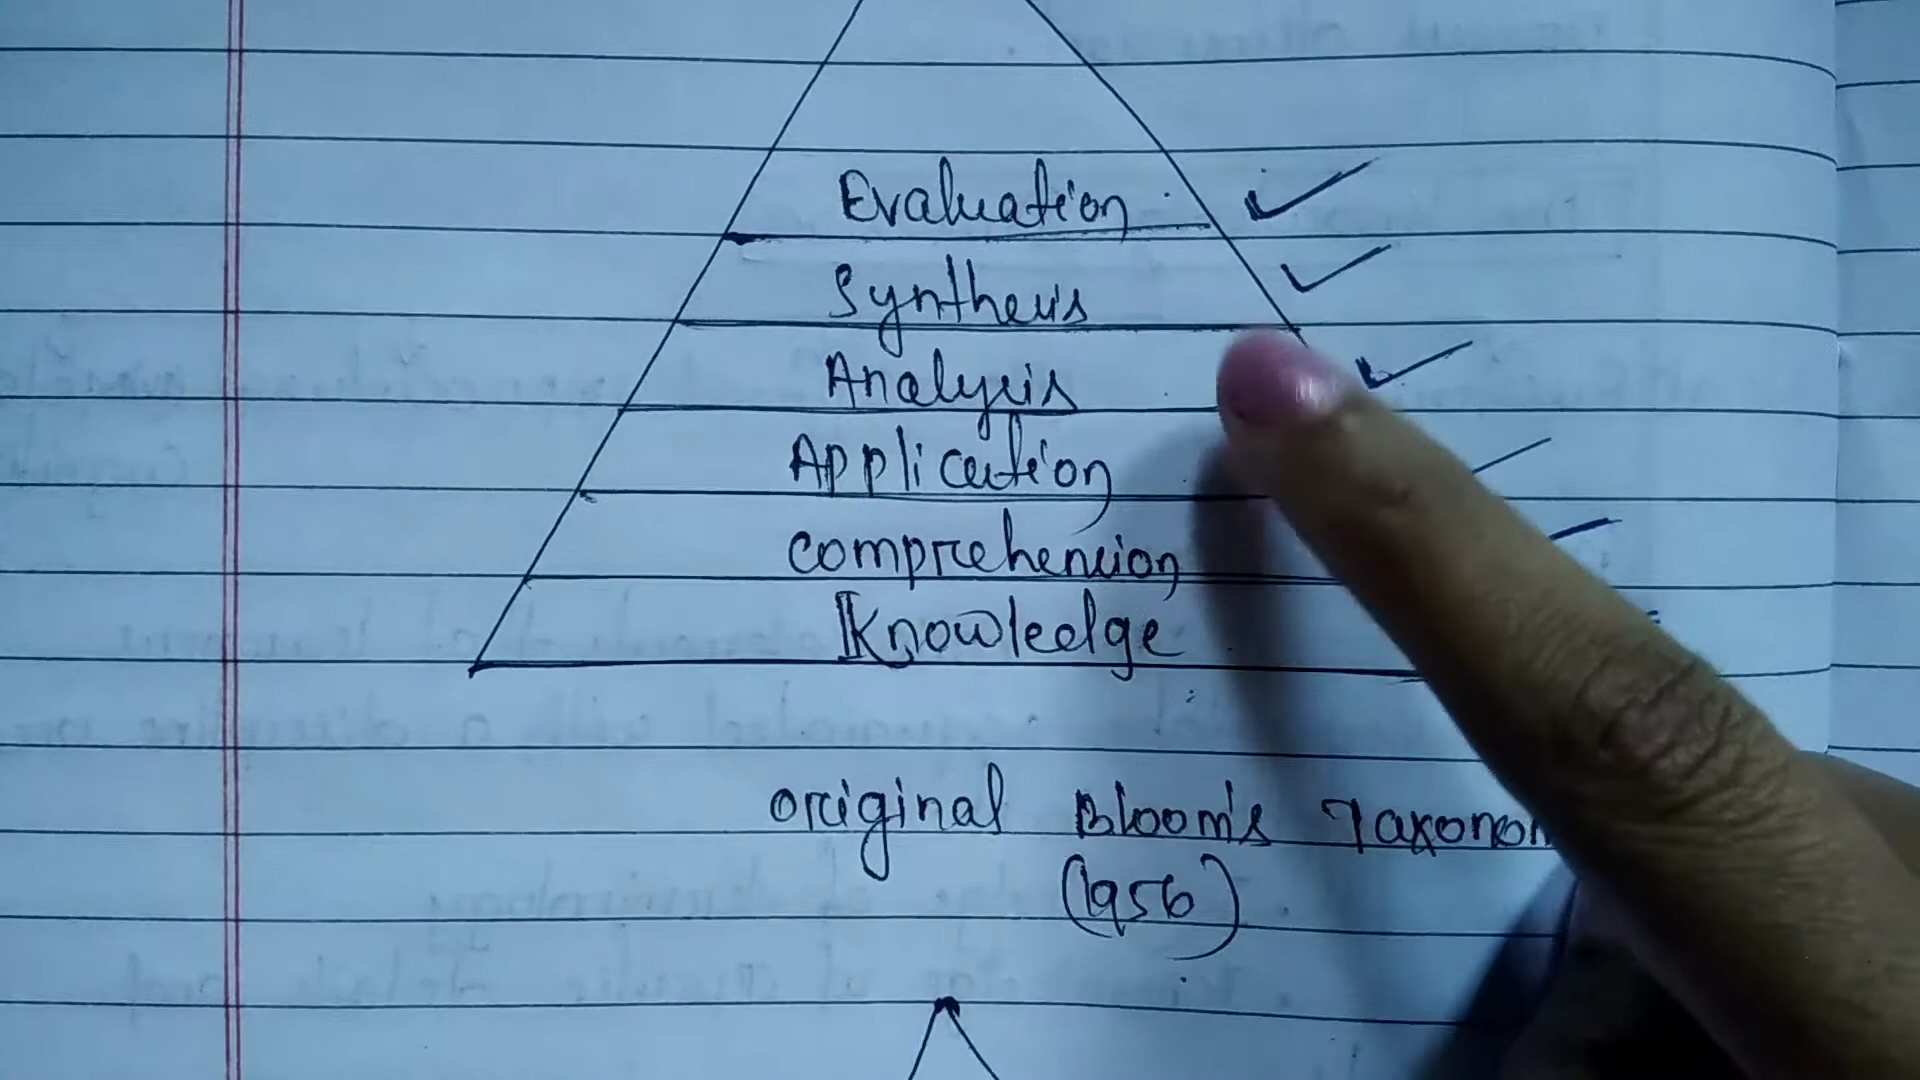 Evaluation
Synthesis
Analysis
Application
comprehension
Knowledge
original Bloom's Taxonom
(1956)